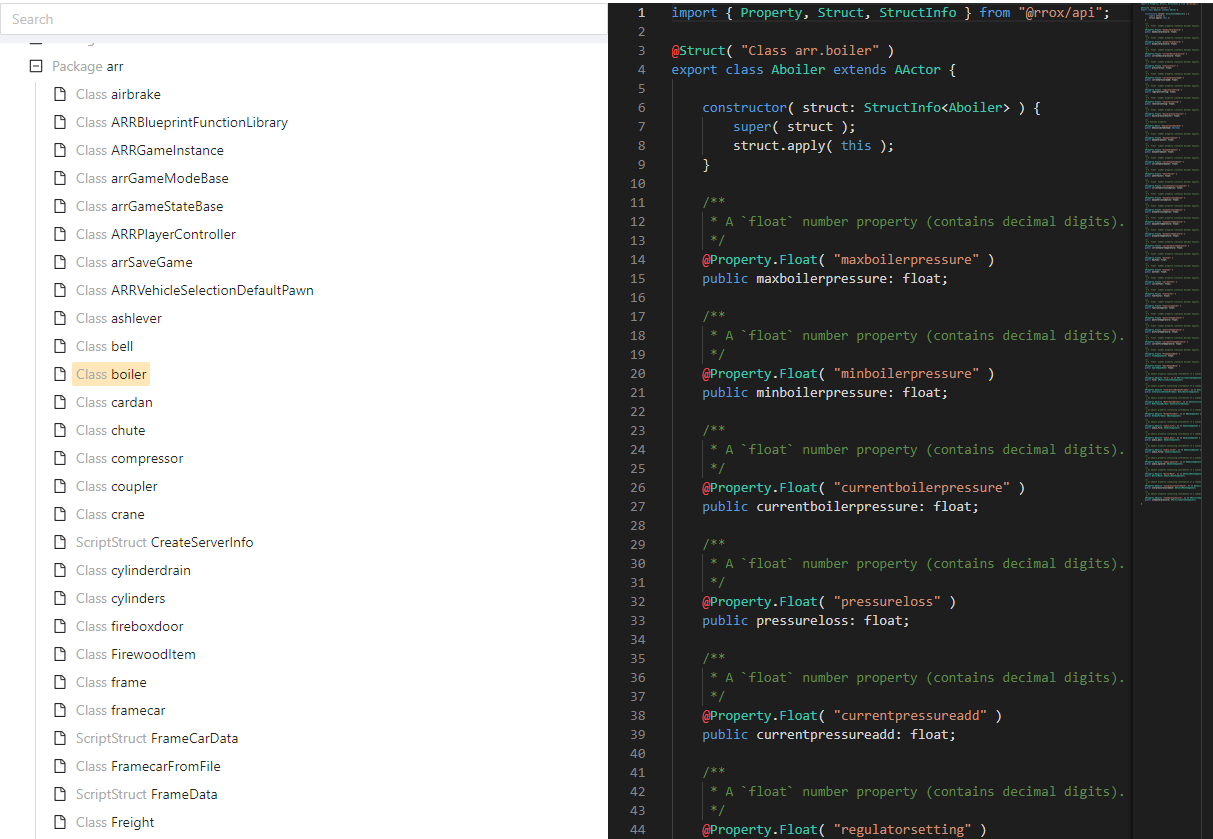 Search
Package arr
Class airbrake
Class ARRBlueprintFunctionLibrary
Class ARRGameInstance
Class arrGameModeBase
Class arrGameStateBase
Class ARRPlayerController
Class arrSaveGame
Class ARRVehicleSelectionDefaultPawn
Class ashlever
Class bell
Class boiler
Class cardan
Class chute
Class compressor
Class coupler
Class crane
ScriptStruct CreateServerInfo
Class cylinderdrain
Class cylinders
Class fireboxdoor
Class FirewoodItem
Class frame
Class framecar
ScriptStruct FrameCarData
Class FramecarFromFile
ScriptStruct FrameData
Class Freight
1 import { Property, Struct, StructInfo } from "@rrox/api";
2
3 @Struct( "Class arr.boiler" )
4 export class Aboiler extends AActor {
5
6 constructor( struct: StructInfo<Aboiler> ) {
7 super( struct );
8 struct.apply( this );
9 }
10
11 /**
12 * A `float` number property (contains decimal digits).
13 */
14 @Property.Float( "maxboilerpressure" )
15 public maxboilerpressure: float;
16
17 /**
18 * A `float` number property (contains decimal digits).
19 */
20 @Property.Float( "minboilerpressure" )
21 public minboilerpressure: float;
22
23 /**
24 * A `float` number property (contains decimal digits).
25 */
26 @Property.Float( "currentboilerpressure" )
27 public currentboilerpressure: float;
28
29 /**
30 * A `float` number property (contains decimal digits).
31 */
32 @Property.Float( "pressureloss" )
33 public pressureloss: float;
34
35 /**
36 * A `float` number property (contains decimal digits).
37 */
38 @Property.Float( "currentpressureadd" )
39 public currentpressureadd: float;
40
41 /**
42 * A `float` number property (contains decimal digits).
43 */
44 @Property.Float( "regulatorsetting" )